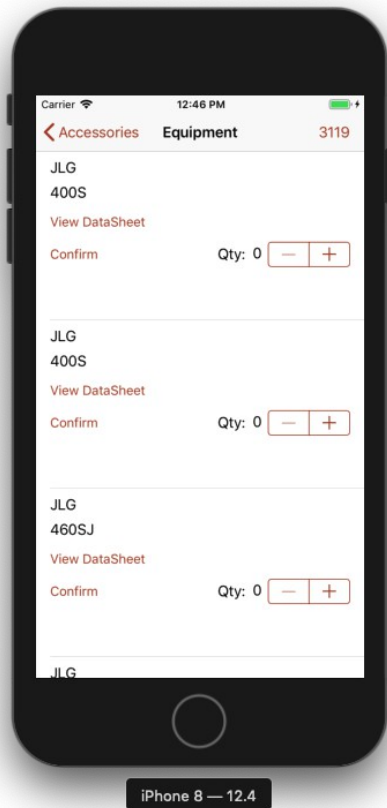 Carrier 12:46 PM
Accessories Equipment 3119
JLG
400S
View DataSheet
Confirm Qty: 0 − +
JLG
400S
View DataSheet
Confirm Qty: 0 − +
JLG
460SJ
View DataSheet
Confirm Qty: 0 − +
JLG
iPhone 8 — 12.4